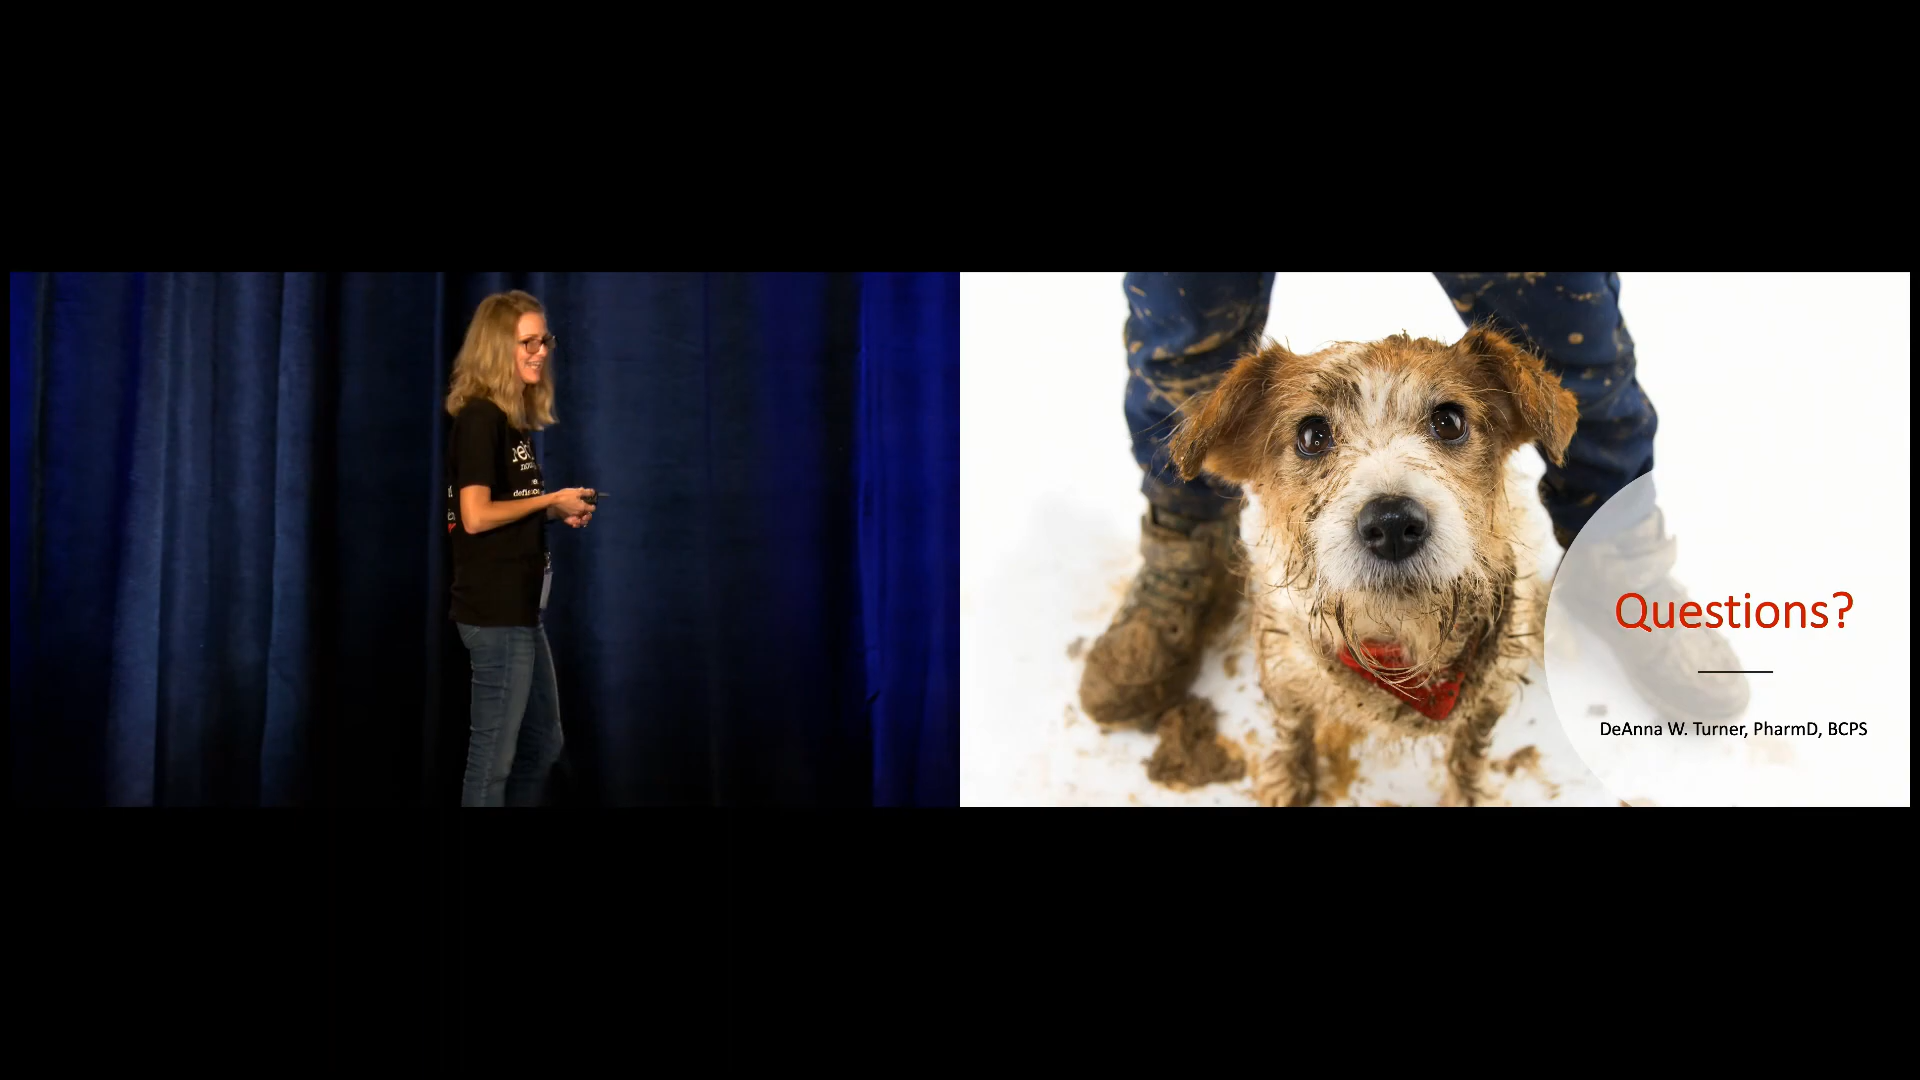 Questions?
DeAnna W. Turner, PharmD, BCPS